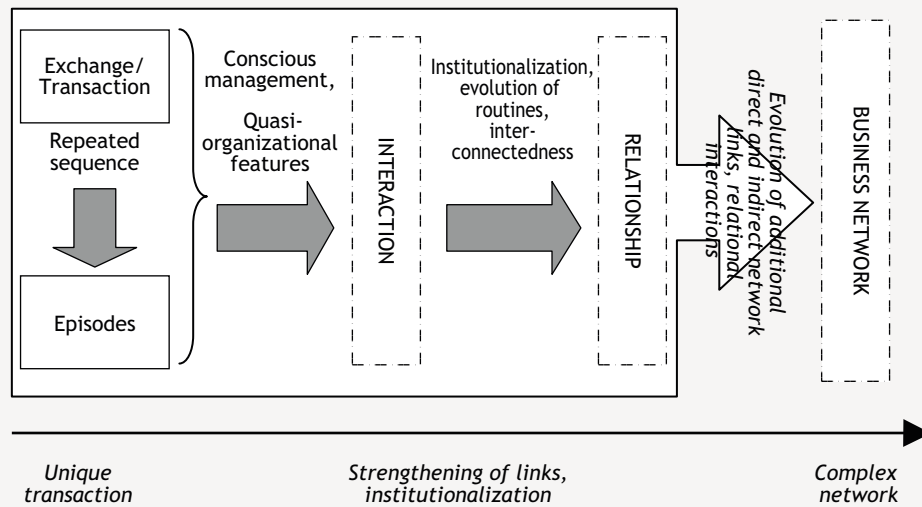 Exchange/
Transaction
Repeated
sequence
Episodes
Conscious
management,
Quasi-
organizational
features
INTERACTION
Institutionalization,
evolution of
routines,
inter-
connectedness
RELATIONSHIP
Evolution of additional
direct and indirect network
links, relational
interactions
BUSINESS NETWORK
Unique
transaction
Strengthening of links,
institutionalization
Complex
network